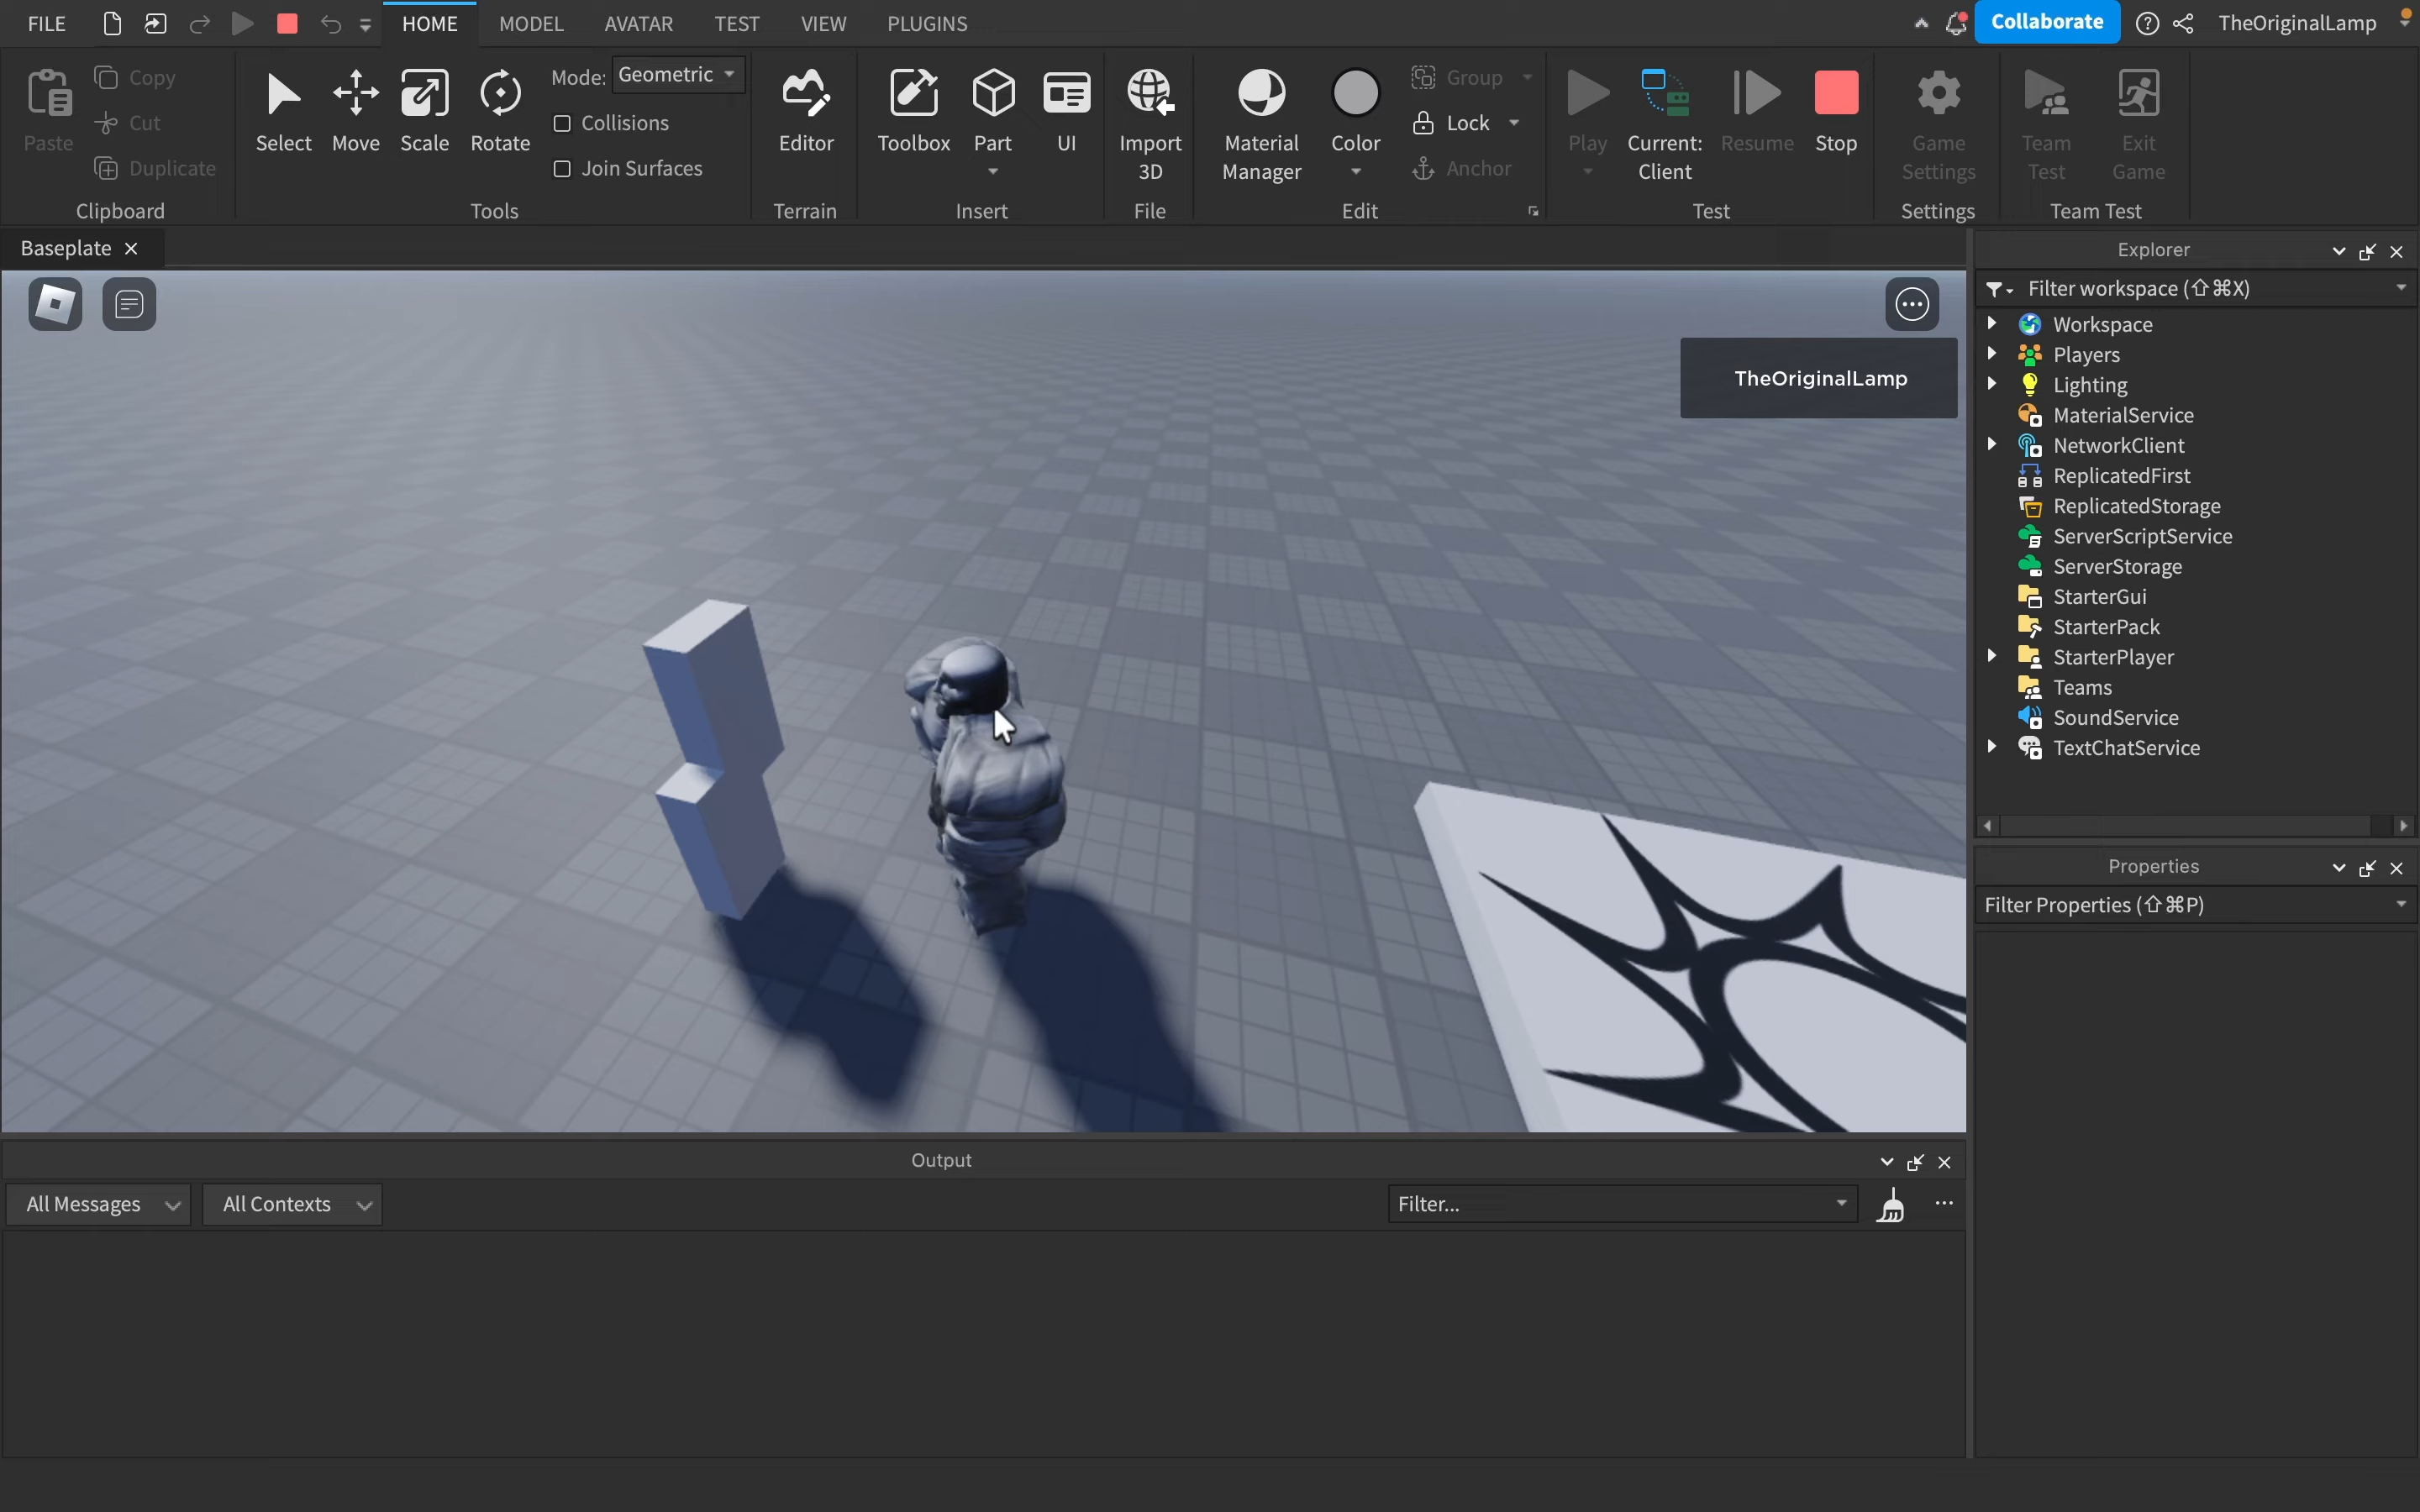 FILE HOME MODEL AVATAR TEST VIEW PLUGINS Collaborate TheOriginalLamp
Paste
Copy
Cut
Duplicate
Clipboard
Select Move Scale Rotate
Mode: Geometric
Collisions
Join Surfaces
Tools
Editor
Terrain
Toolbox Part UI
Insert
Import
3D
File
Material
Manager
Color
Group
Lock
Anchor
Edit
Play
Current:
Client
Resume Stop
Test
Game
Settings
Settings
Team
Test
Exit
Game
Team Test
Baseplate
TheOriginalLamp
Explorer
Filter workspace (⇧⌘X)
Workspace
Players
Lighting
MaterialService
NetworkClient
ReplicatedFirst
ReplicatedStorage
ServerScriptService
ServerStorage
StarterGui
StarterPack
StarterPlayer
Teams
SoundService
TextChatService
Properties
Filter Properties (⇧⌘P)
Output
All Messages All Contexts Filter...